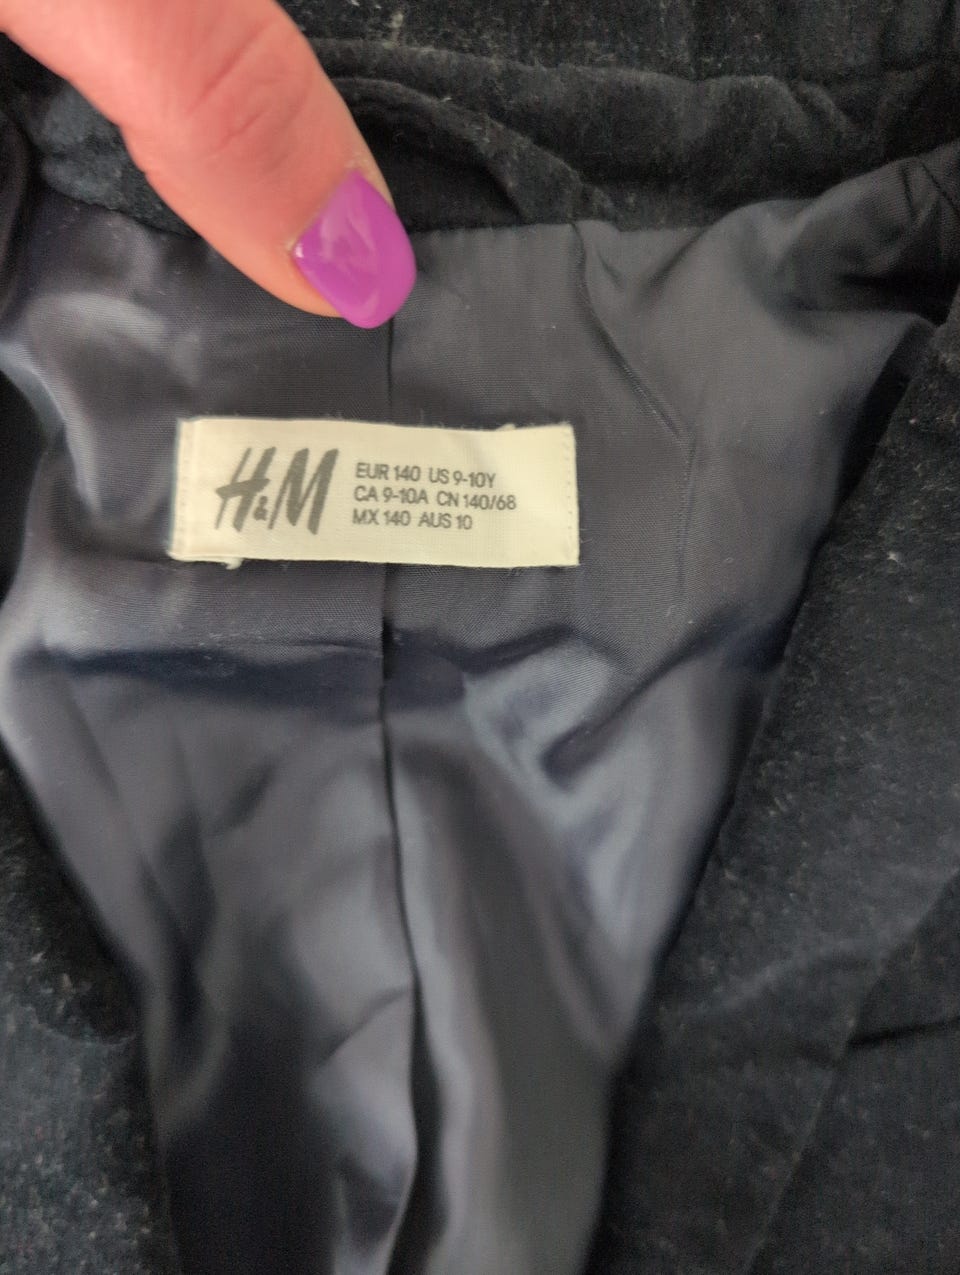 H&M
EUR 140 US 9-10Y
CA 9-10A CN 140/68
MX 140 AUS 10